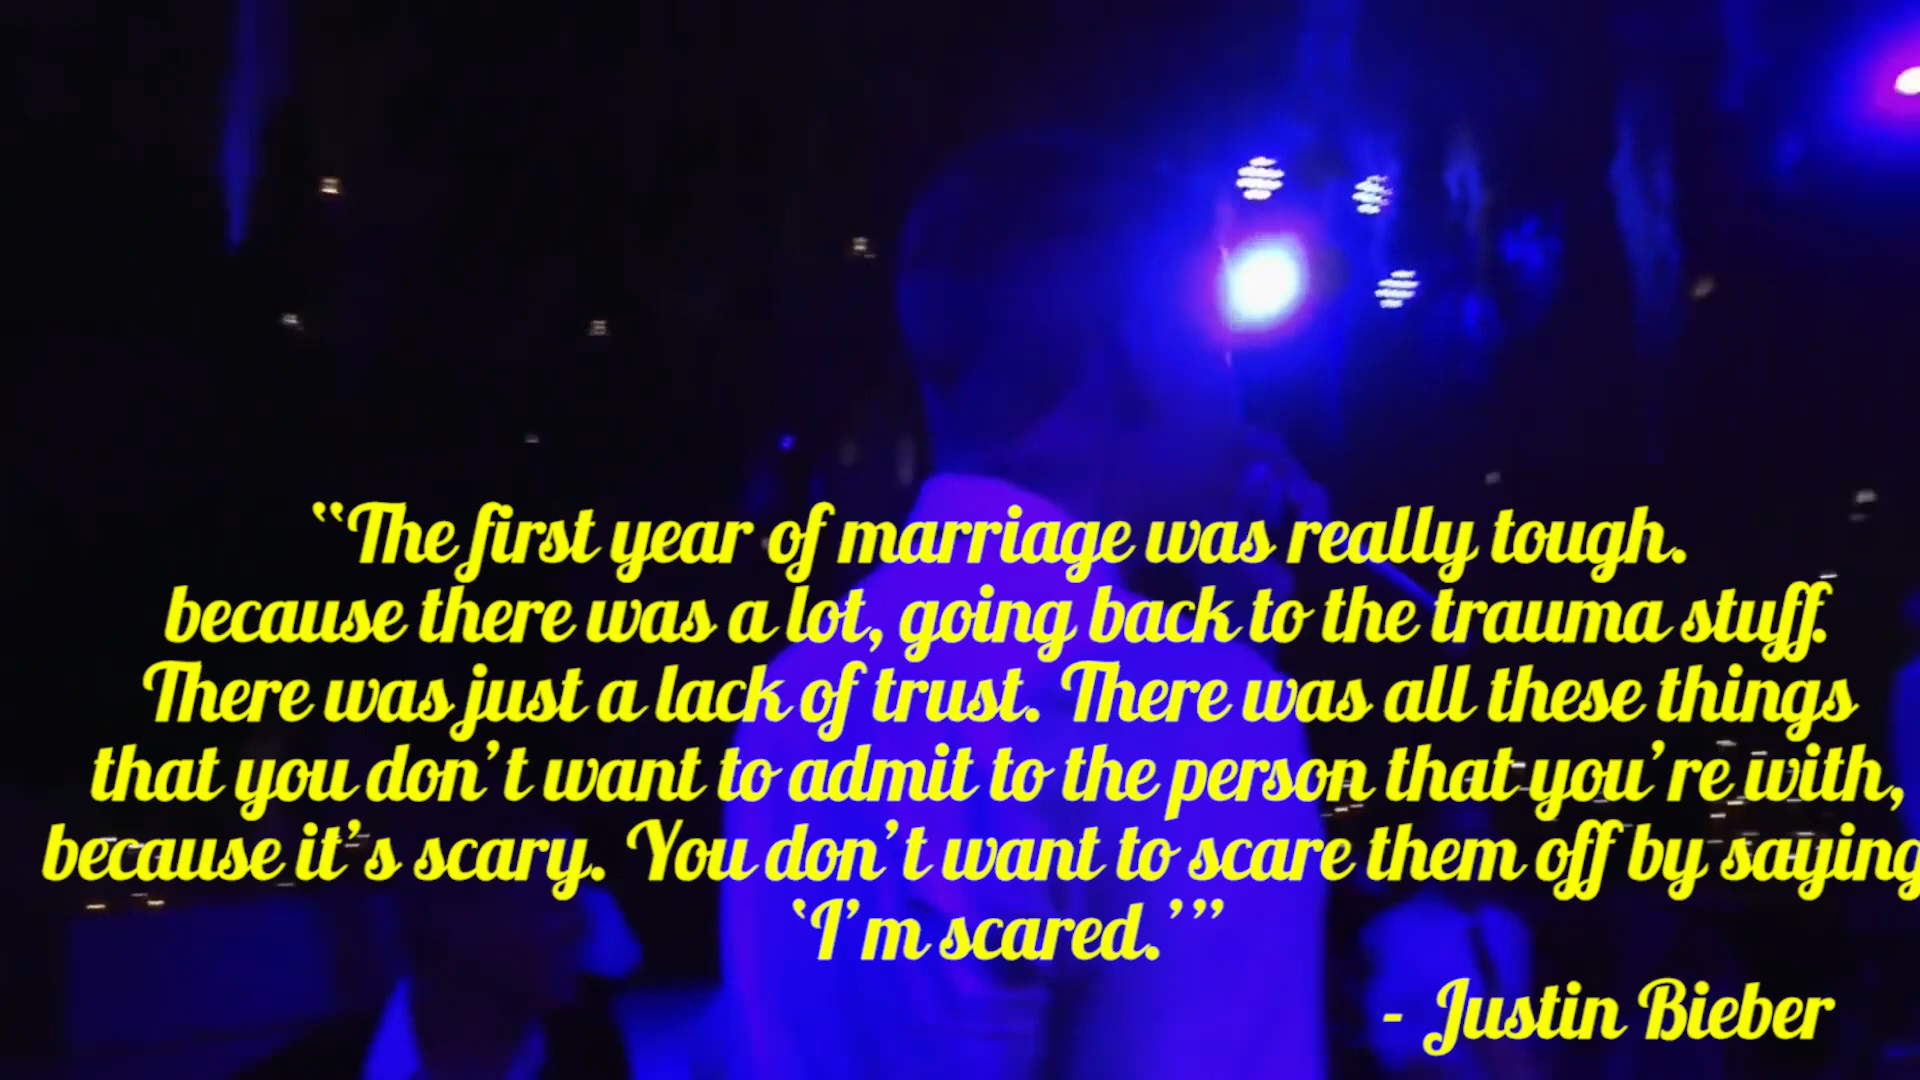 “The first year of marriage was really tough.
because there was a lot, going back to the trauma stuff.
There was just a lack of trust. There was all these things
that you don’t want to admit to the person that you’re with,
because it’s scary. You don’t want to scare them off by saying
‘I’m scared.’”
- Justin Bieber